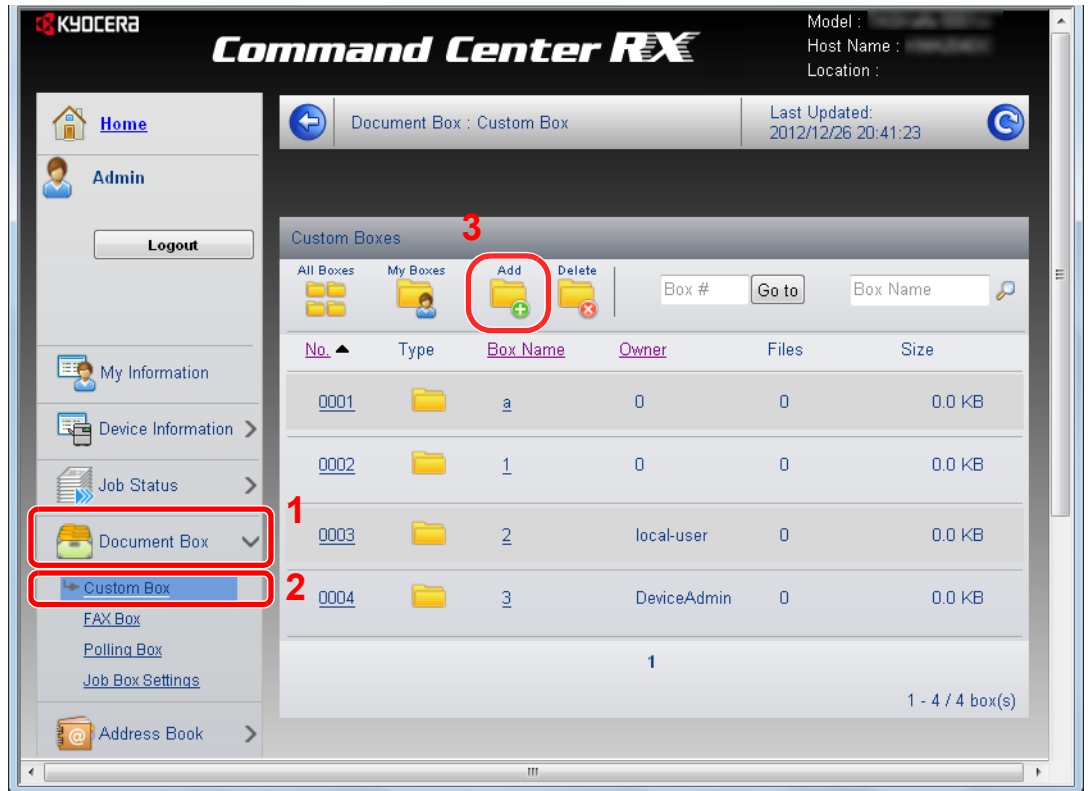 KYOCERA
Command Center RX
Model :
Host Name :
Location :
Home
Admin
Logout
My Information
Device Information
Job Status
1
Document Box
2
Custom Box
FAX Box
Polling Box
Job Box Settings
Address Book
Document Box : Custom Box
Last Updated:
2012/12/26 20:41:23
Custom Boxes
3
All Boxes My Boxes Add Delete
Box # Go to Box Name
No. Type Box Name Owner Files Size
0001 a 0 0 0.0 KB
0002 1 0 0 0.0 KB
0003 2 local-user 0 0.0 KB
0004 3 DeviceAdmin 0 0.0 KB
1
1 - 4 / 4 box(s)